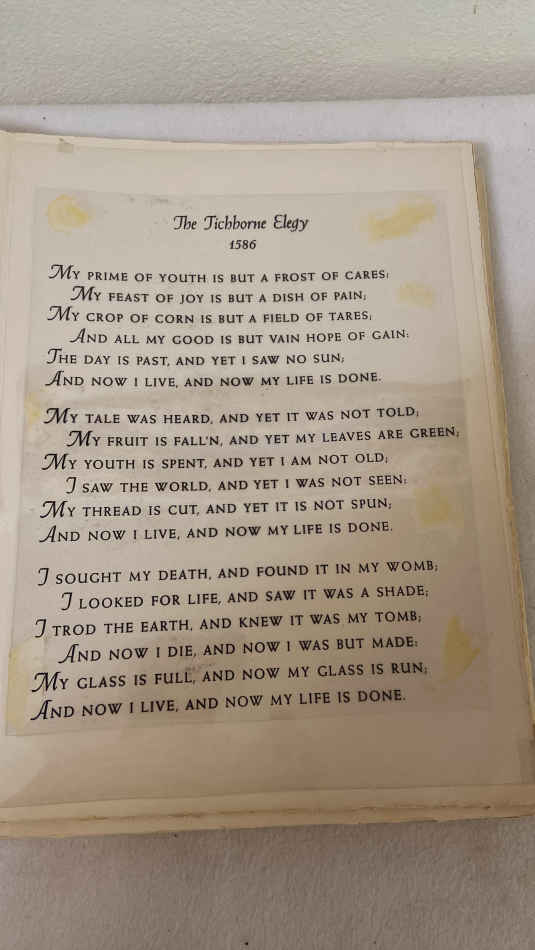 The Tichborne Elegy
1586
My prime of youth is but a frost of cares;
My feast of joy is but a dish of pain;
My crop of corn is but a field of tares;
And all my good is but vain hope of gain:
The day is past, and yet I saw no sun;
And now I live, and now my life is done.
My tale was heard, and yet it was not told;
My fruit is fall'n, and yet my leaves are green;
My youth is spent, and yet I am not old;
I saw the world, and yet I was not seen:
My thread is cut, and yet it is not spun;
And now I live, and now my life is done.
I sought my death, and found it in my womb;
I looked for life, and saw it was a shade;
I trod the earth, and knew it was my tomb;
And now I die, and now I was but made:
My glass is full, and now my glass is run;
And now I live, and now my life is done.